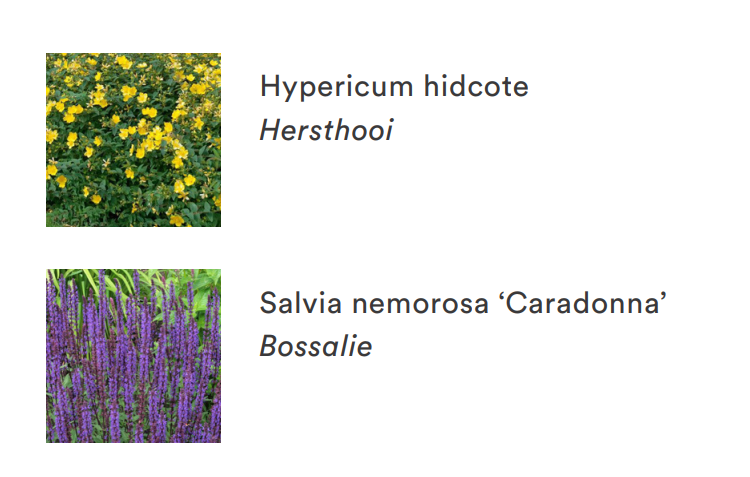 Hypericum hidcote
Hersthooi
Salvia nemorosa ‘Caradonna’
Bossalie